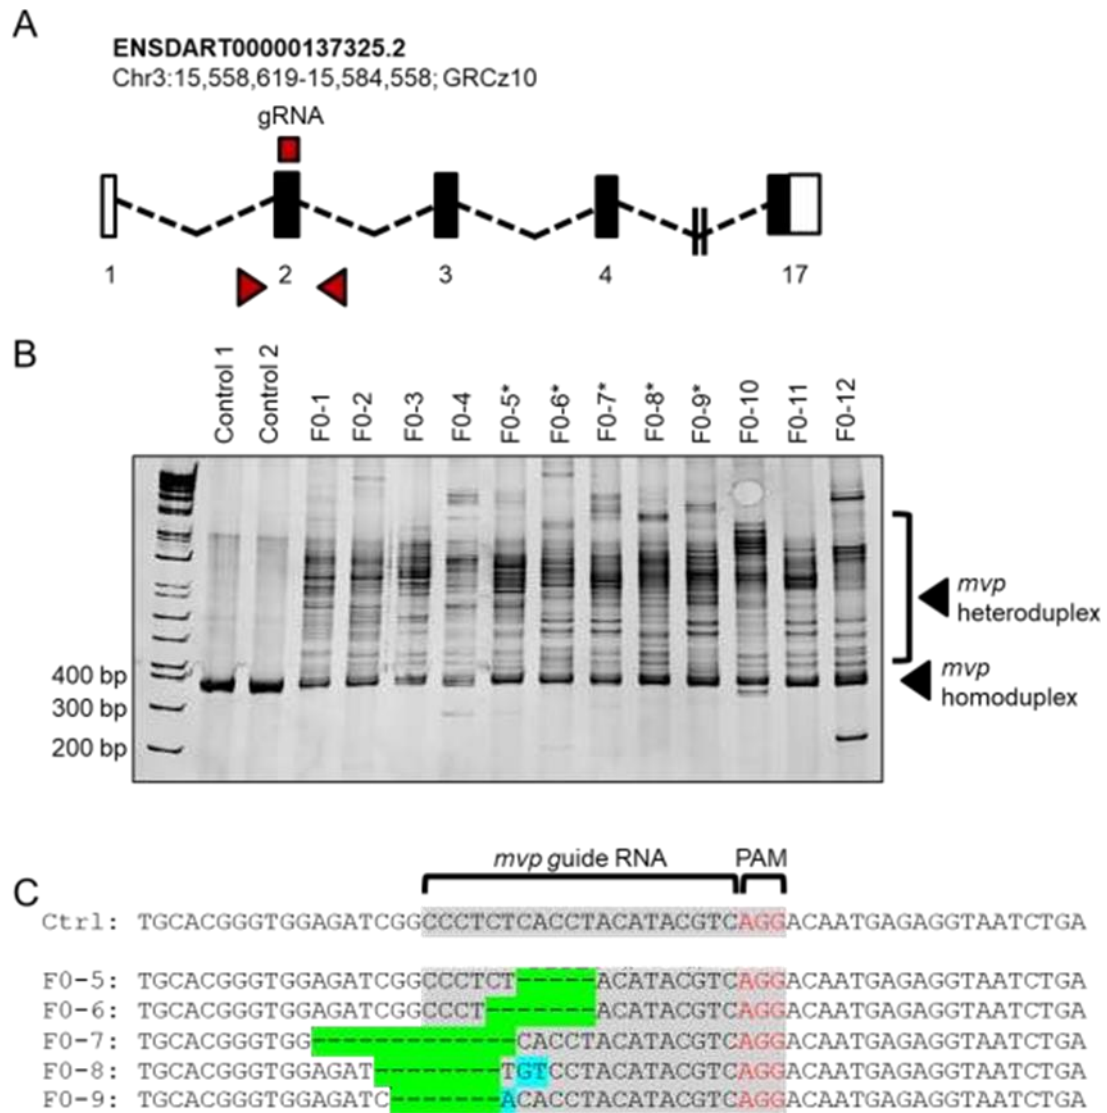 A
ENSDART00000137325.2
Chr3:15,558,619-15,584,558; GRCz10
gRNA
1 2 3 4 17
B
Control 1
Control 2
F0-1
F0-2
F0-3
F0-4
F0-5*
F0-6*
F0-7*
F0-8*
F0-9*
F0-10
F0-11
F0-12
400 bp
300 bp
200 bp
mvp
heteroduplex
mvp
homoduplex
C
mvp guide RNA PAM
Ctrl: TGCACGGGTGGAGATCGGCCCTCTCACCTACATACGTCAGGACAATGAGAGGTAATCTGA
F0-5: TGCACGGGTGGAGATCGGCCCTCT-----ACATACGTCAGGACAATGAGAGGTAATCTGA
F0-6: TGCACGGGTGGAGATCGGCCCT-------ACATACGTCAGGACAATGAGAGGTAATCTGA
F0-7: TGCACGGGTGG-------------CACCTACATACGTCAGGACAATGAGAGGTAATCTGA
F0-8: TGCACGGGTGGAGAT--------TGTCCTACATACGTCAGGACAATGAGAGGTAATCTGA
F0-9: TGCACGGGTGGAGATC-------ACACCTACATACGTCAGGACAATGAGAGGTAATCTGA